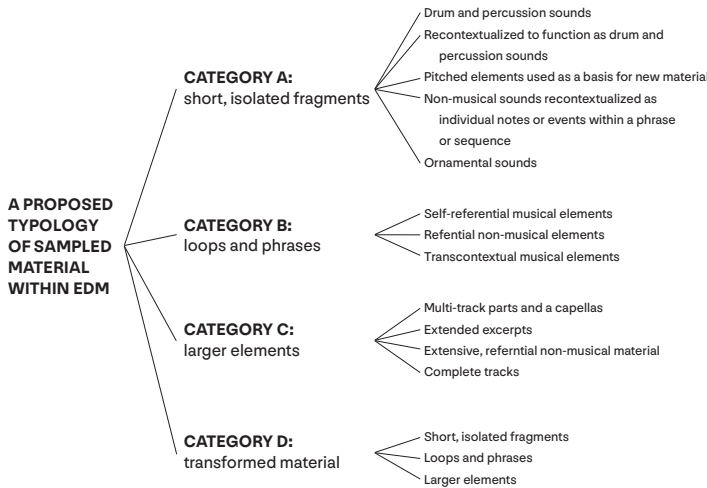 A PROPOSED
TYPOLOGY
OF SAMPLED
MATERIAL
WITHIN EDM
CATEGORY A:
short, isolated fragments
Drum and percussion sounds
Recontextualized to function as drum and
percussion sounds
Pitched elements used as a basis for new material
Non-musical sounds recontextualized as
individual notes or events within a phrase
or sequence
Ornamental sounds
CATEGORY B:
loops and phrases
Self-referential musical elements
Refential non-musical elements
Transcontextual musical elements
CATEGORY C:
larger elements
Multi-track parts and a capellas
Extended excerpts
Extensive, referntial non-musical material
Complete tracks
CATEGORY D:
transformed material
Short, isolated fragments
Loops and phrases
Larger elements